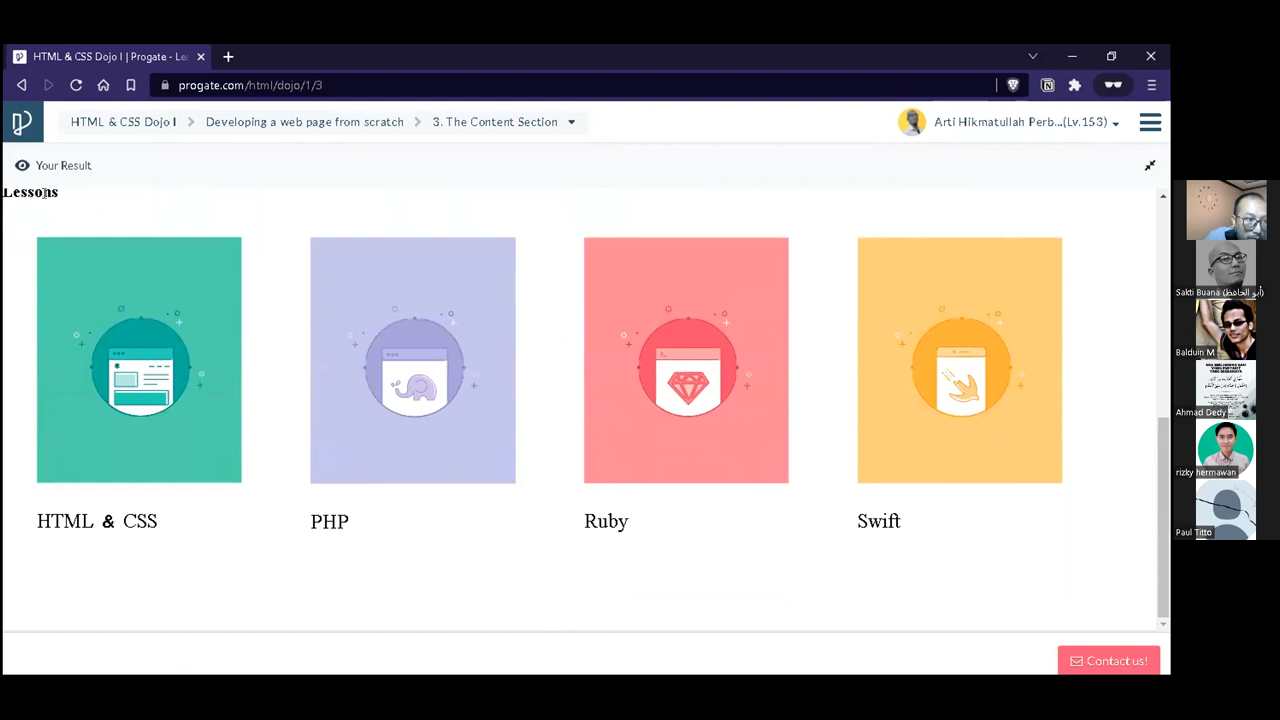 HTML & CSS Dojo I | Progate - Le
progate.com/html/dojo/1/3
HTML & CSS Dojo I
Developing a web page from scratch
3. The Content Section
Arti Hikmatullah Perb...(Lv.153)
Your Result
Lessons
HTML & CSS
PHP
Ruby
Swift
Contact us!
Sakti Buana (أبو الحافظ)
Balduin M
Ahmad Dedy
rizky hermawan
Paul Titto